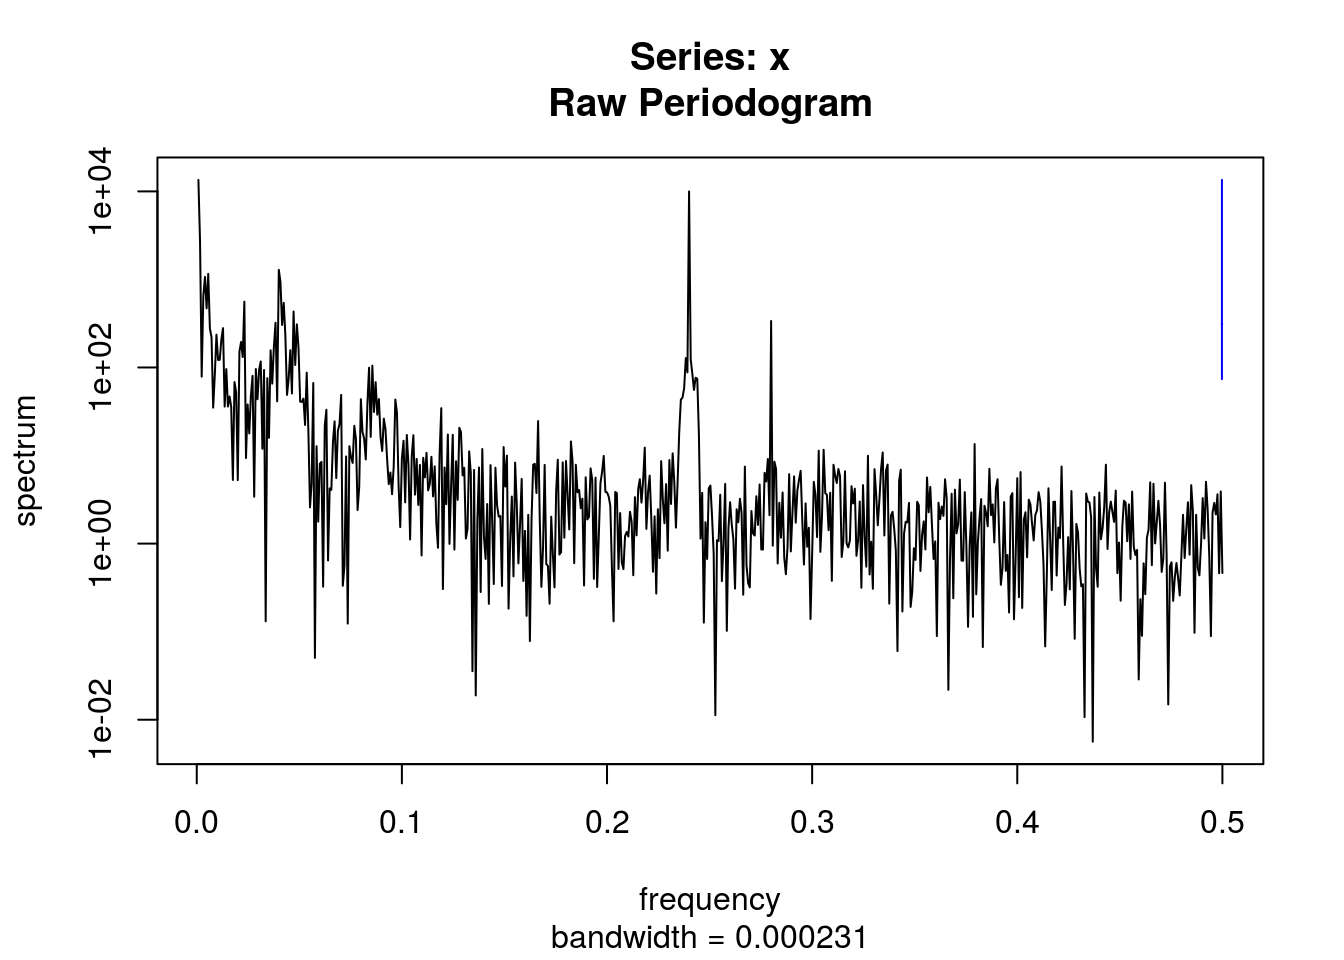 Series: x
Raw Periodogram
1e+04
1e+02
1e+00
1e-02
spectrum
0.0 0.1 0.2 0.3 0.4 0.5
frequency
bandwidth = 0.000231